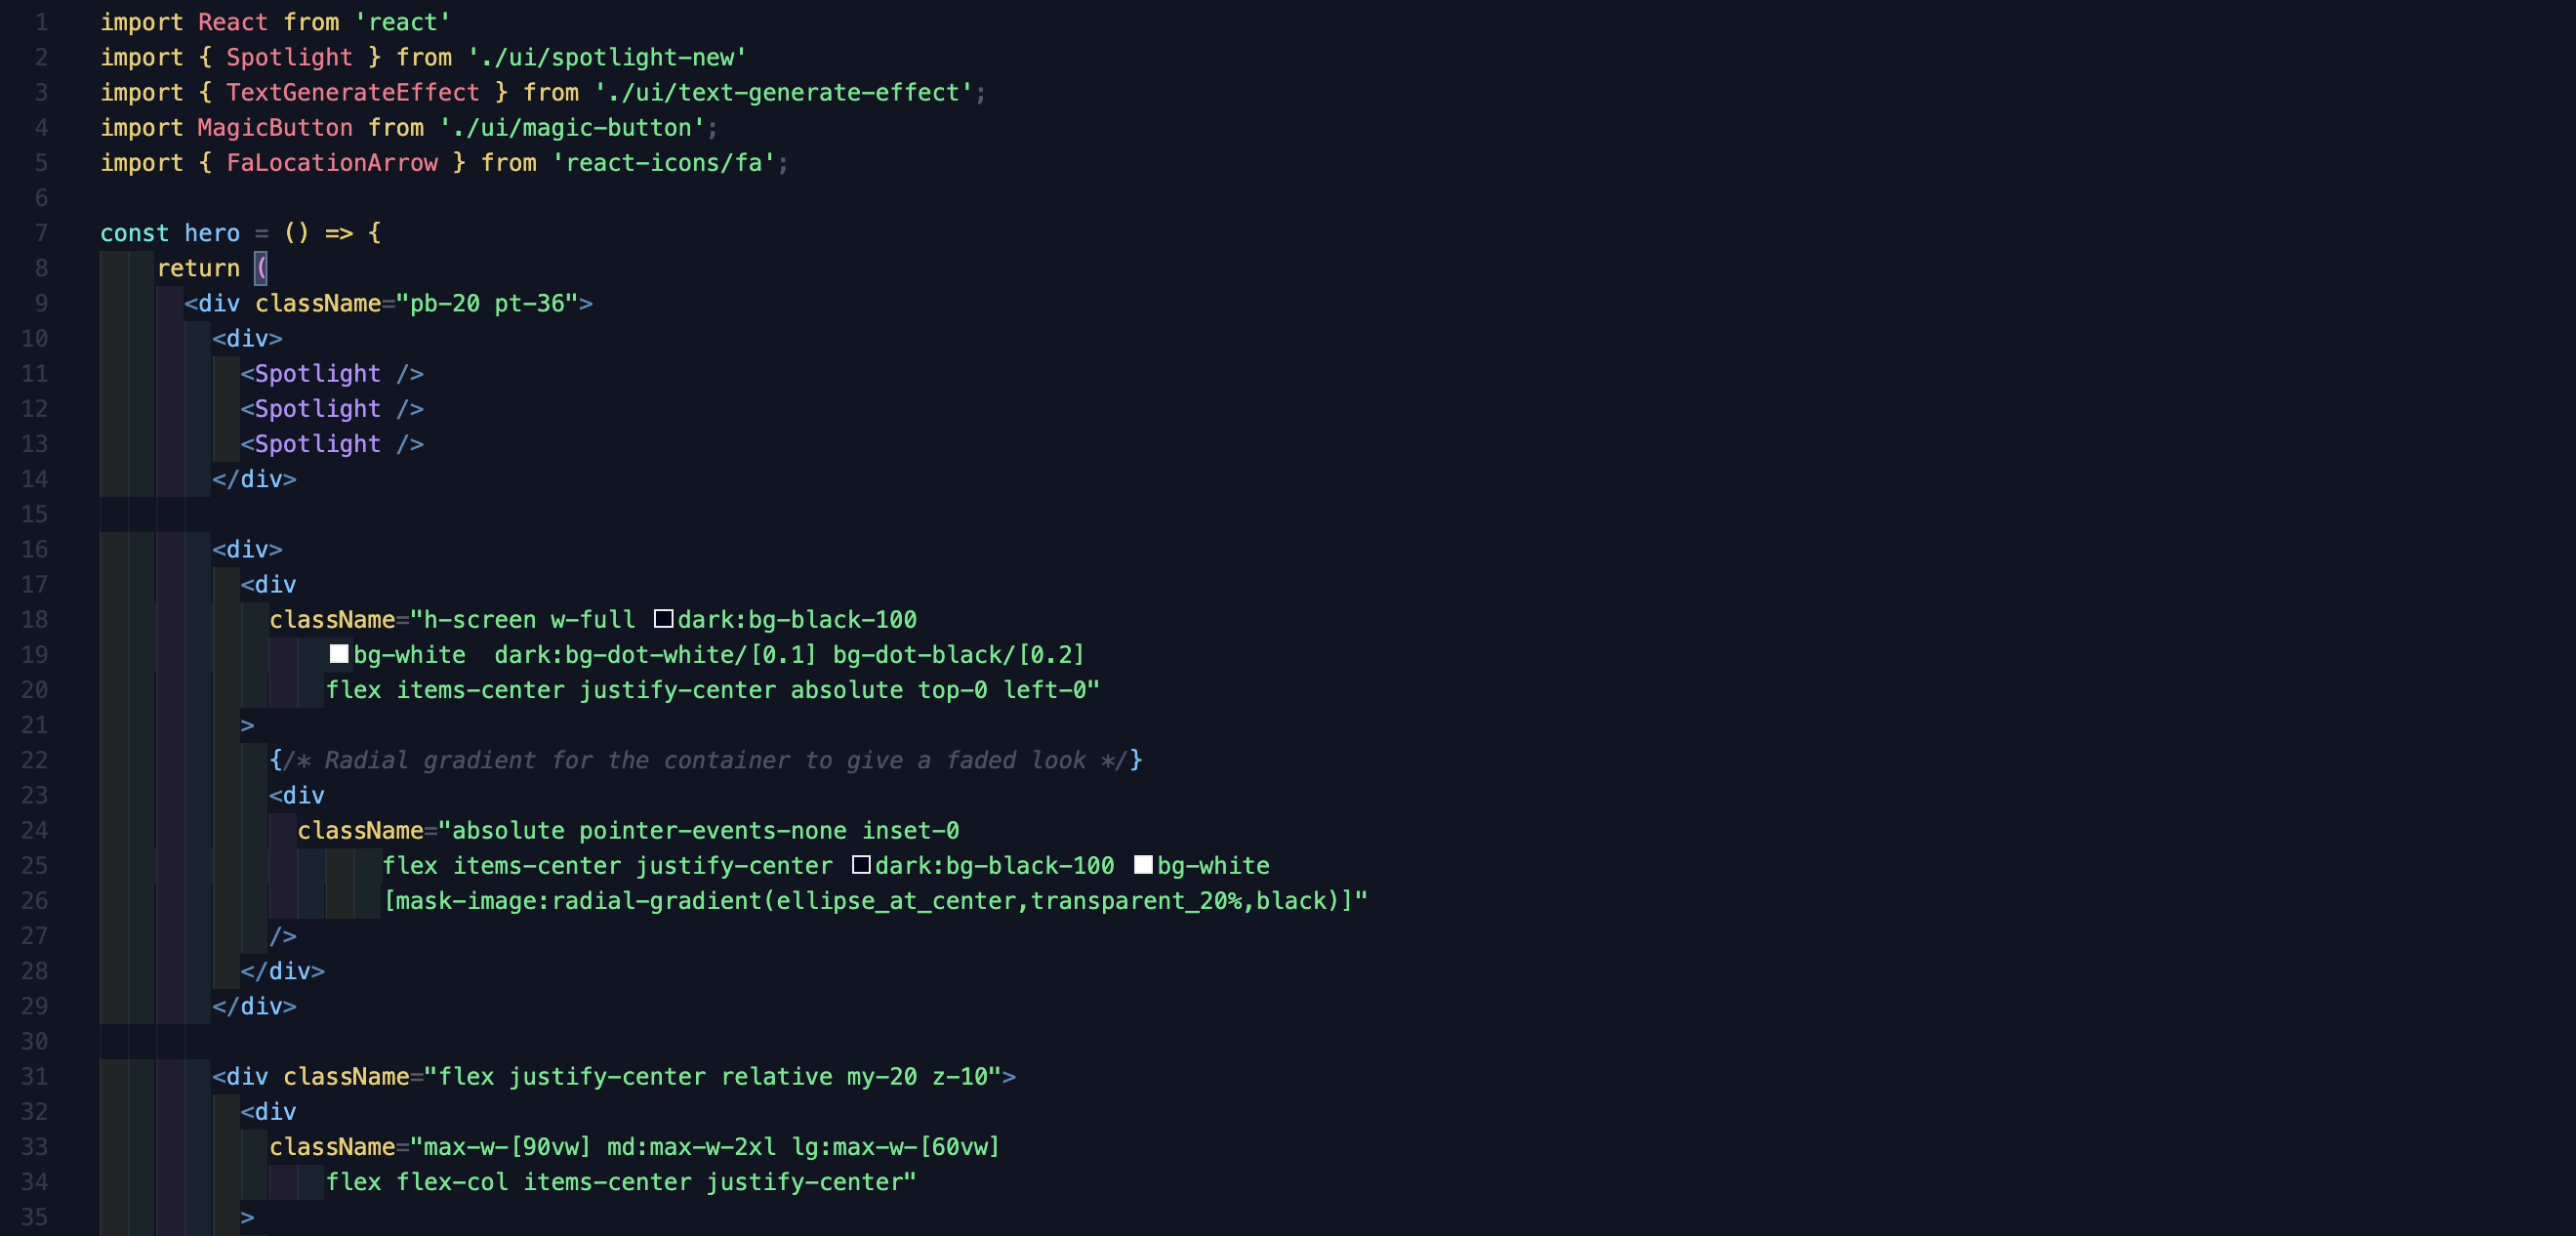 1 import React from 'react'
2 import { Spotlight } from './ui/spotlight-new'
3 import { TextGenerateEffect } from './ui/text-generate-effect';
4 import MagicButton from './ui/magic-button';
5 import { FaLocationArrow } from 'react-icons/fa';
6
7 const hero = () => {
8 return (
9 <div className="pb-20 pt-36">
10 <div>
11 <Spotlight />
12 <Spotlight />
13 <Spotlight />
14 </div>
15
16 <div>
17 <div
18 className="h-screen w-full dark:bg-black-100
19 bg-white  dark:bg-dot-white/[0.1] bg-dot-black/[0.2]
20 flex items-center justify-center absolute top-0 left-0"
21 >
22 {/* Radial gradient for the container to give a faded look */}
23 <div
24 className="absolute pointer-events-none inset-0
25 flex items-center justify-center dark:bg-black-100 bg-white
26 [mask-image:radial-gradient(ellipse_at_center,transparent_20%,black)]"
27 />
28 </div>
29 </div>
30
31 <div className="flex justify-center relative my-20 z-10">
32 <div
33 className="max-w-[90vw] md:max-w-2xl lg:max-w-[60vw]
34 flex flex-col items-center justify-center"
35 >